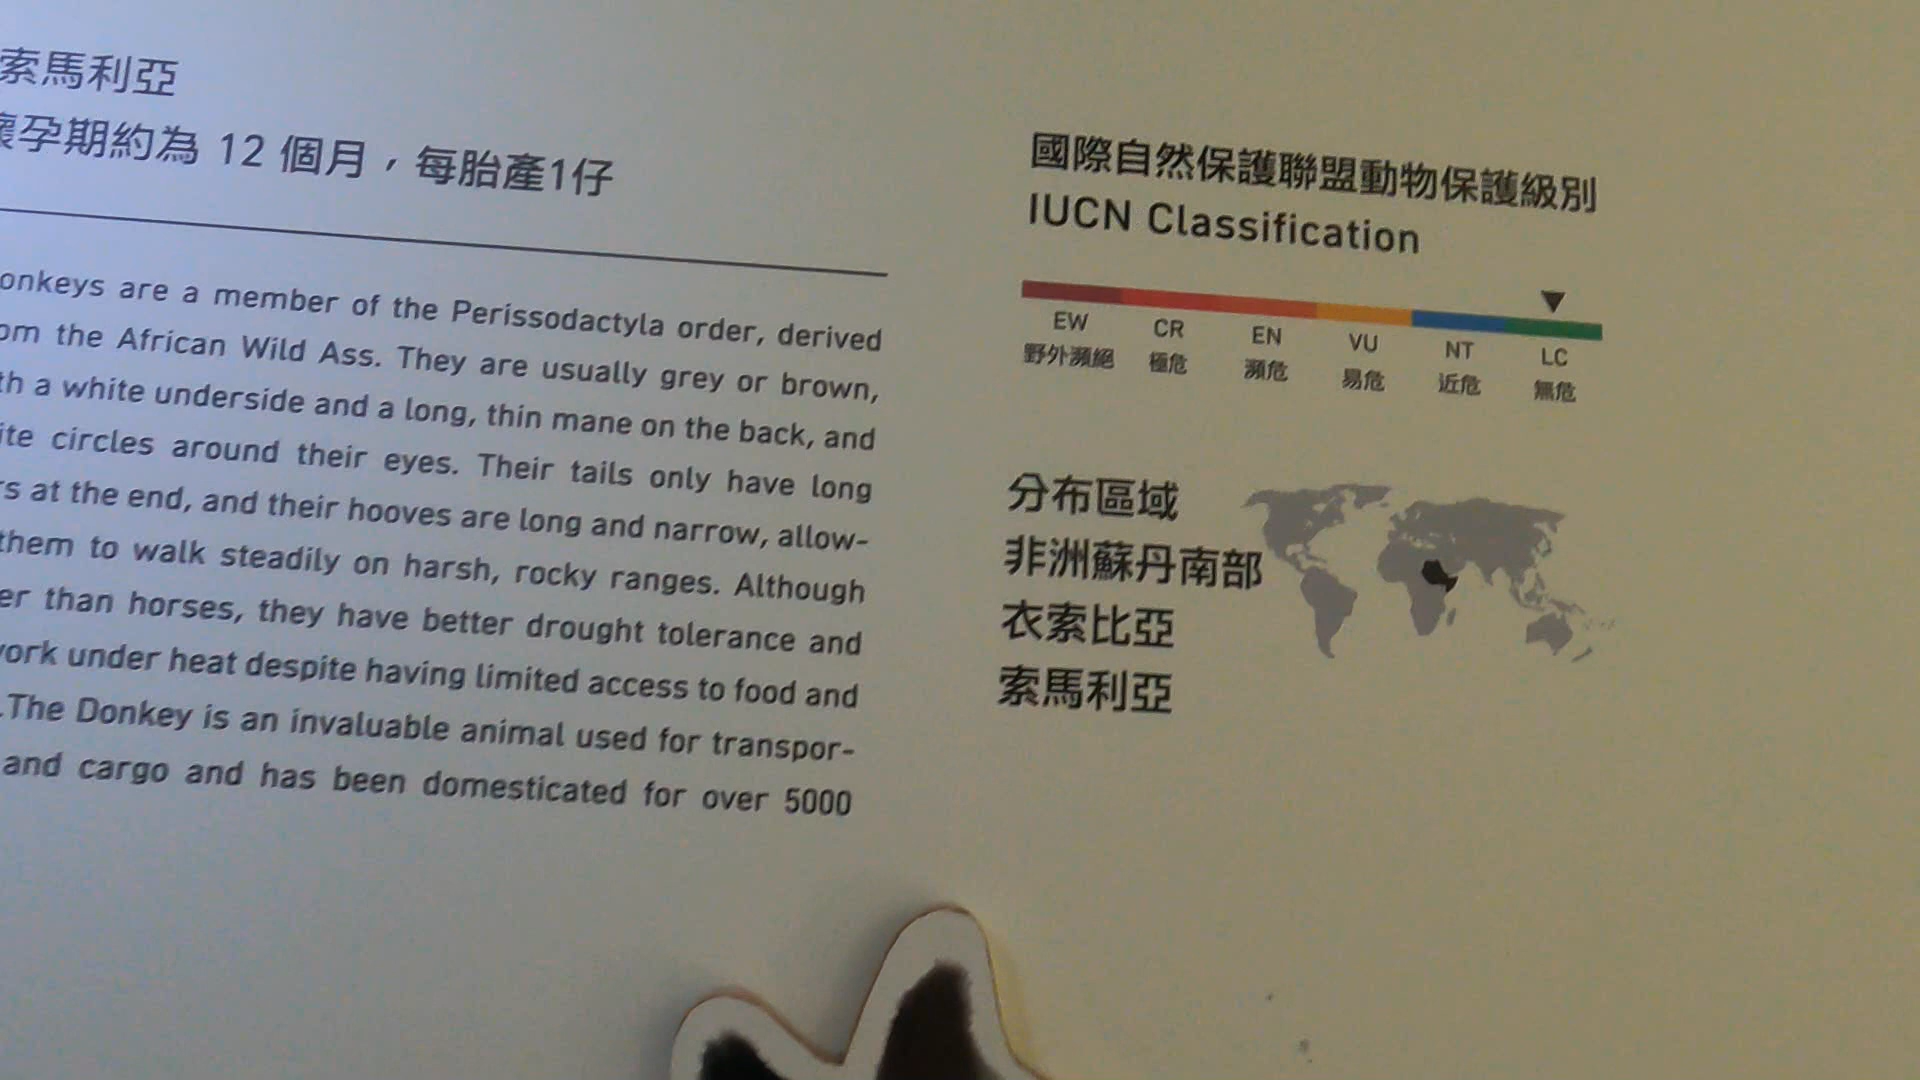 索馬利亞
懷孕期約為 12 個月，每胎產1仔
onkeys are a member of the Perissodactyla order, derived
om the African Wild Ass. They are usually grey or brown,
th a white underside and a long, thin mane on the back, and
ite circles around their eyes. Their tails only have long
rs at the end, and their hooves are long and narrow, allow-
them to walk steadily on harsh, rocky ranges. Although
er than horses, they have better drought tolerance and
work under heat despite having limited access to food and
.The Donkey is an invaluable animal used for transpor-
and cargo and has been domesticated for over 5000
國際自然保護聯盟動物保護級別
IUCN Classification
EW CR EN VU NT LC
野外瀕絕 極危 瀕危 易危 近危 無危
分布區域
非洲蘇丹南部
衣索比亞
索馬利亞